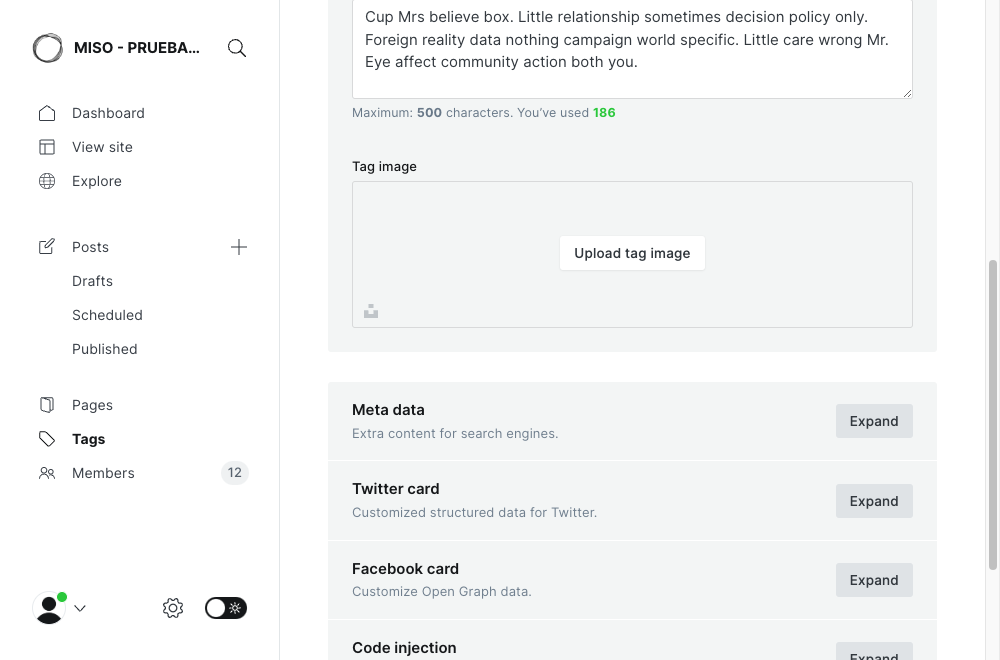 MISO - PRUEBA...
Dashboard
View site
Explore
Posts
Drafts
Scheduled
Published
Pages
Tags
Members
12
Cup Mrs believe box. Little relationship sometimes decision policy only.
Foreign reality data nothing campaign world specific. Little care wrong Mr.
Eye affect community action both you.
Maximum: 500 characters. You’ve used 186
Tag image
Upload tag image
Meta data
Extra content for search engines.
Expand
Twitter card
Customized structured data for Twitter.
Expand
Facebook card
Customize Open Graph data.
Expand
Code injection
Expand